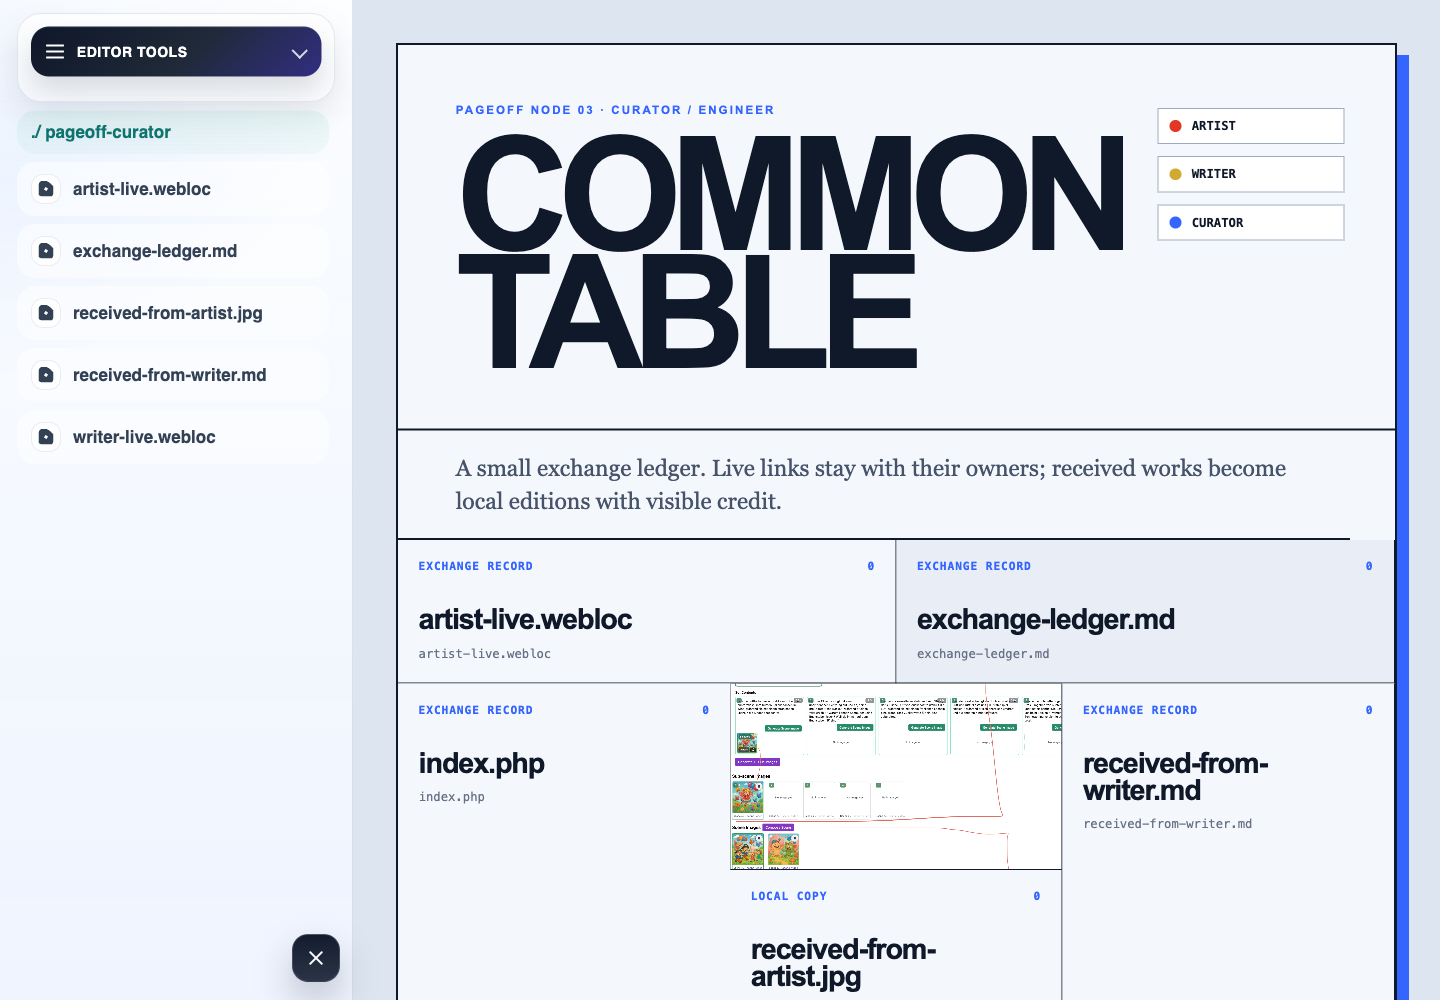 EDITOR TOOLS
./ pageoff-curator
artist-live.webloc
exchange-ledger.md
received-from-artist.jpg
received-from-writer.md
writer-live.webloc
PAGEOFF NODE 03 · CURATOR / ENGINEER
COMMON
TABLE
ARTIST
WRITER
CURATOR
A small exchange ledger. Live links stay with their owners; received works become
local editions with visible credit.
EXCHANGE RECORD 0
artist-live.webloc
artist-live.webloc
EXCHANGE RECORD 0
exchange-ledger.md
exchange-ledger.md
EXCHANGE RECORD 0
index.php
index.php
Sub-scene Images
LOCAL COPY 0
received-from-
artist.jpg
EXCHANGE RECORD 0
received-from-
writer.md
received-from-writer.md